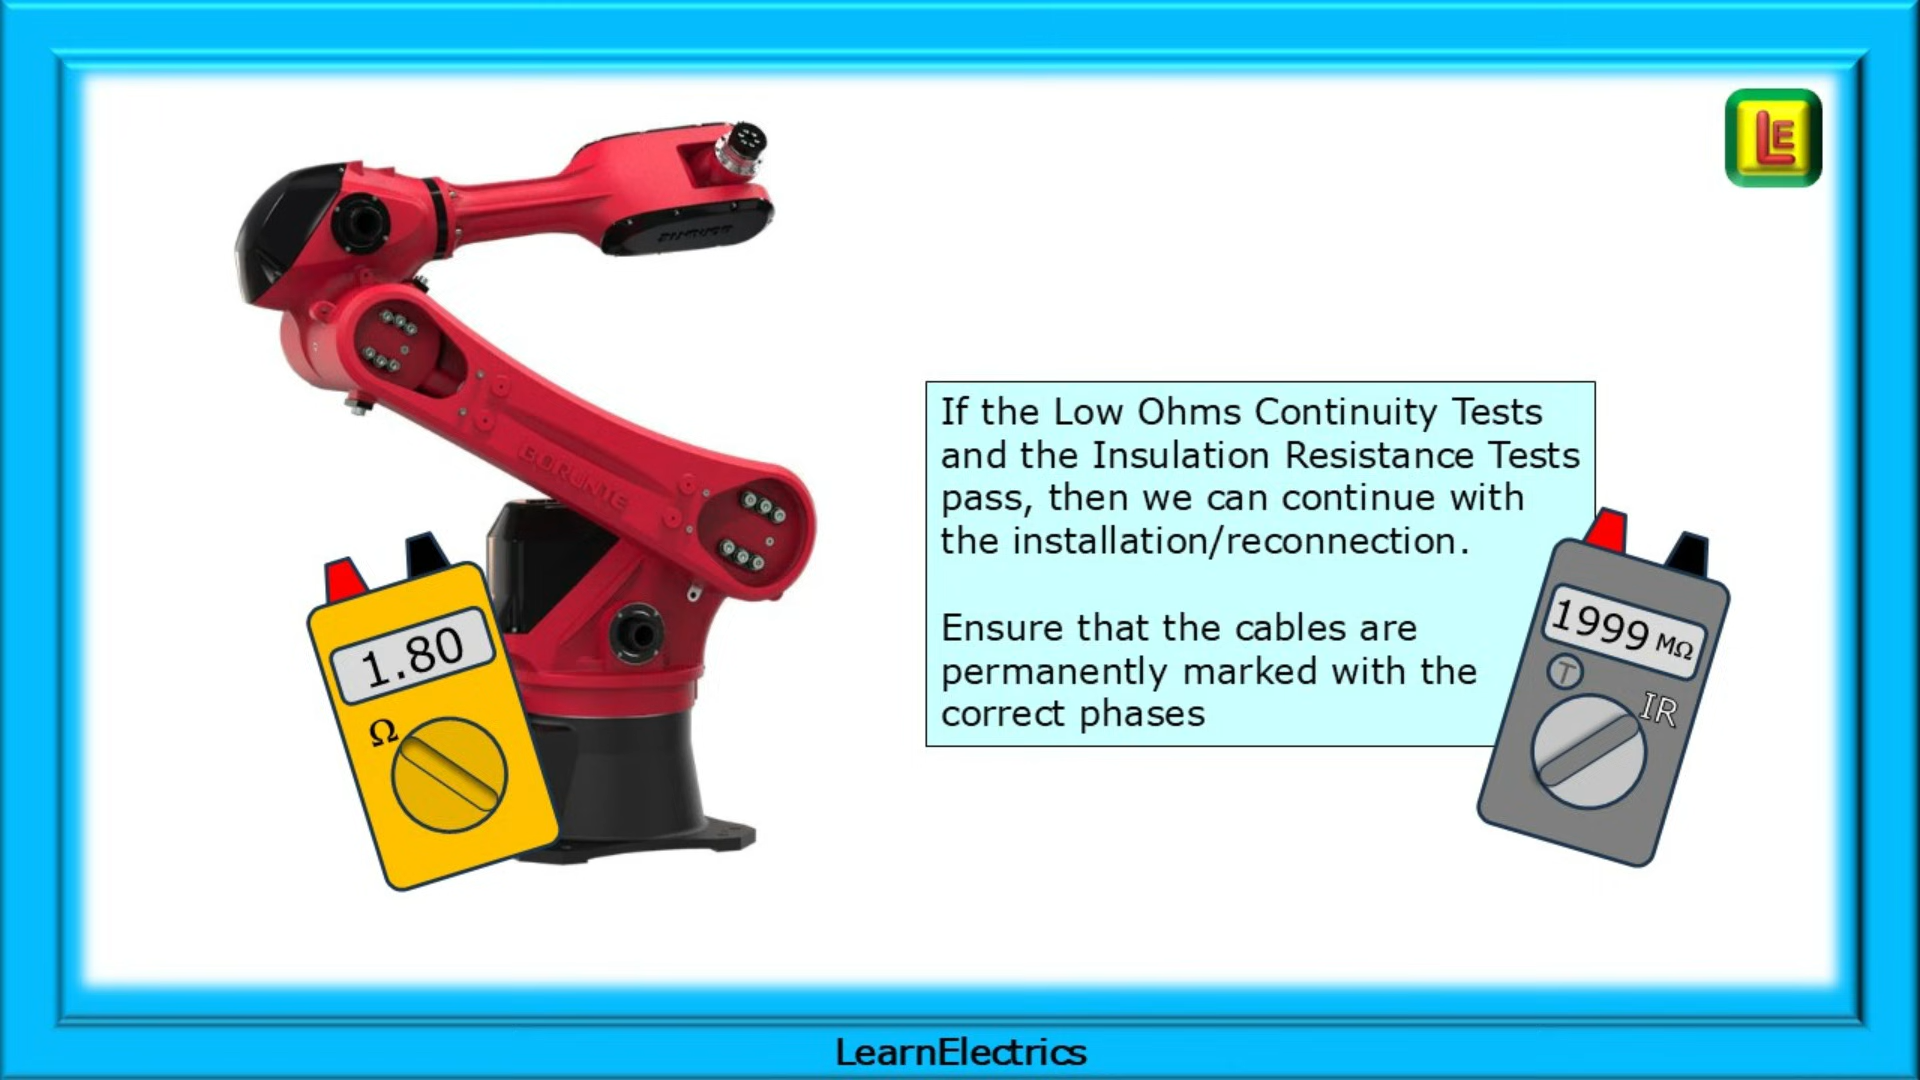 LE
BORUNTE
If the Low Ohms Continuity Tests
and the Insulation Resistance Tests
pass, then we can continue with
the installation/reconnection.
Ensure that the cables are
permanently marked with the
correct phases
1.80
Ω
1999 MΩ
T
IR
LearnElectrics